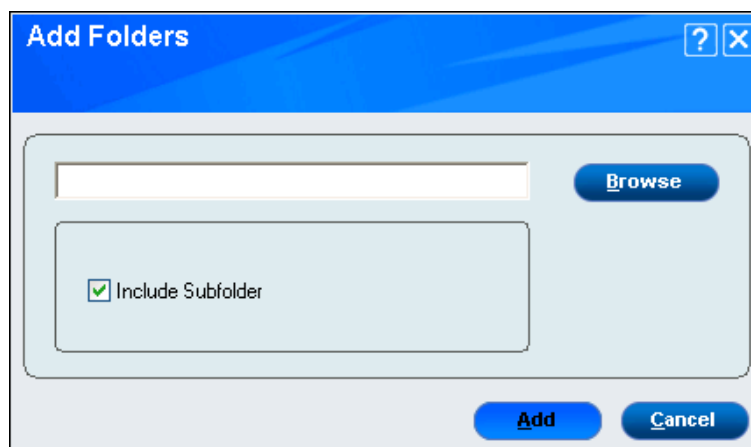 Add Folders
?
Browse
Include Subfolder
Add
Cancel